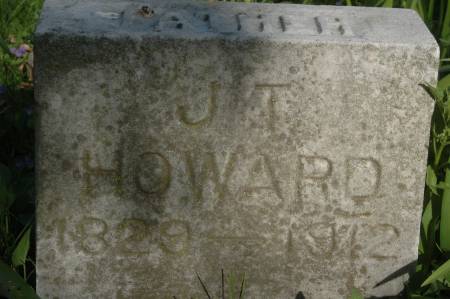 FATHER
J T
HOWARD
1829 — 1912